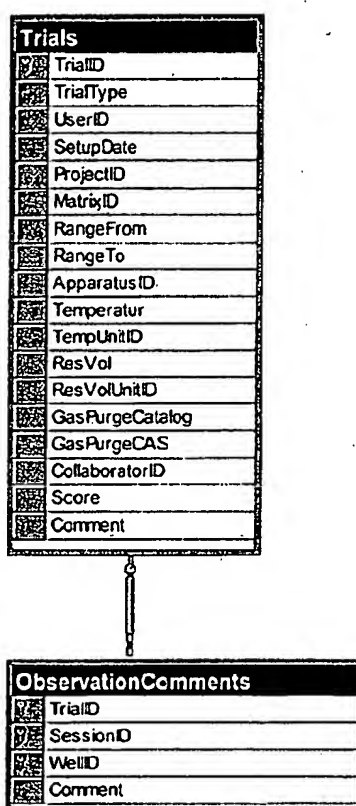 Trials
TrialID
TrialType
UserID
SetupDate
ProjectID
MatrixID
RangeFrom
RangeTo
ApparatusID
Temperatur
TempUnitID
ResVol
ResVolUnitID
GasPurgeCatalog
GasPurgeCAS
CollaboratorID
Score
Comment
ObservationComments
TrialID
SessionID
WellID
Comment